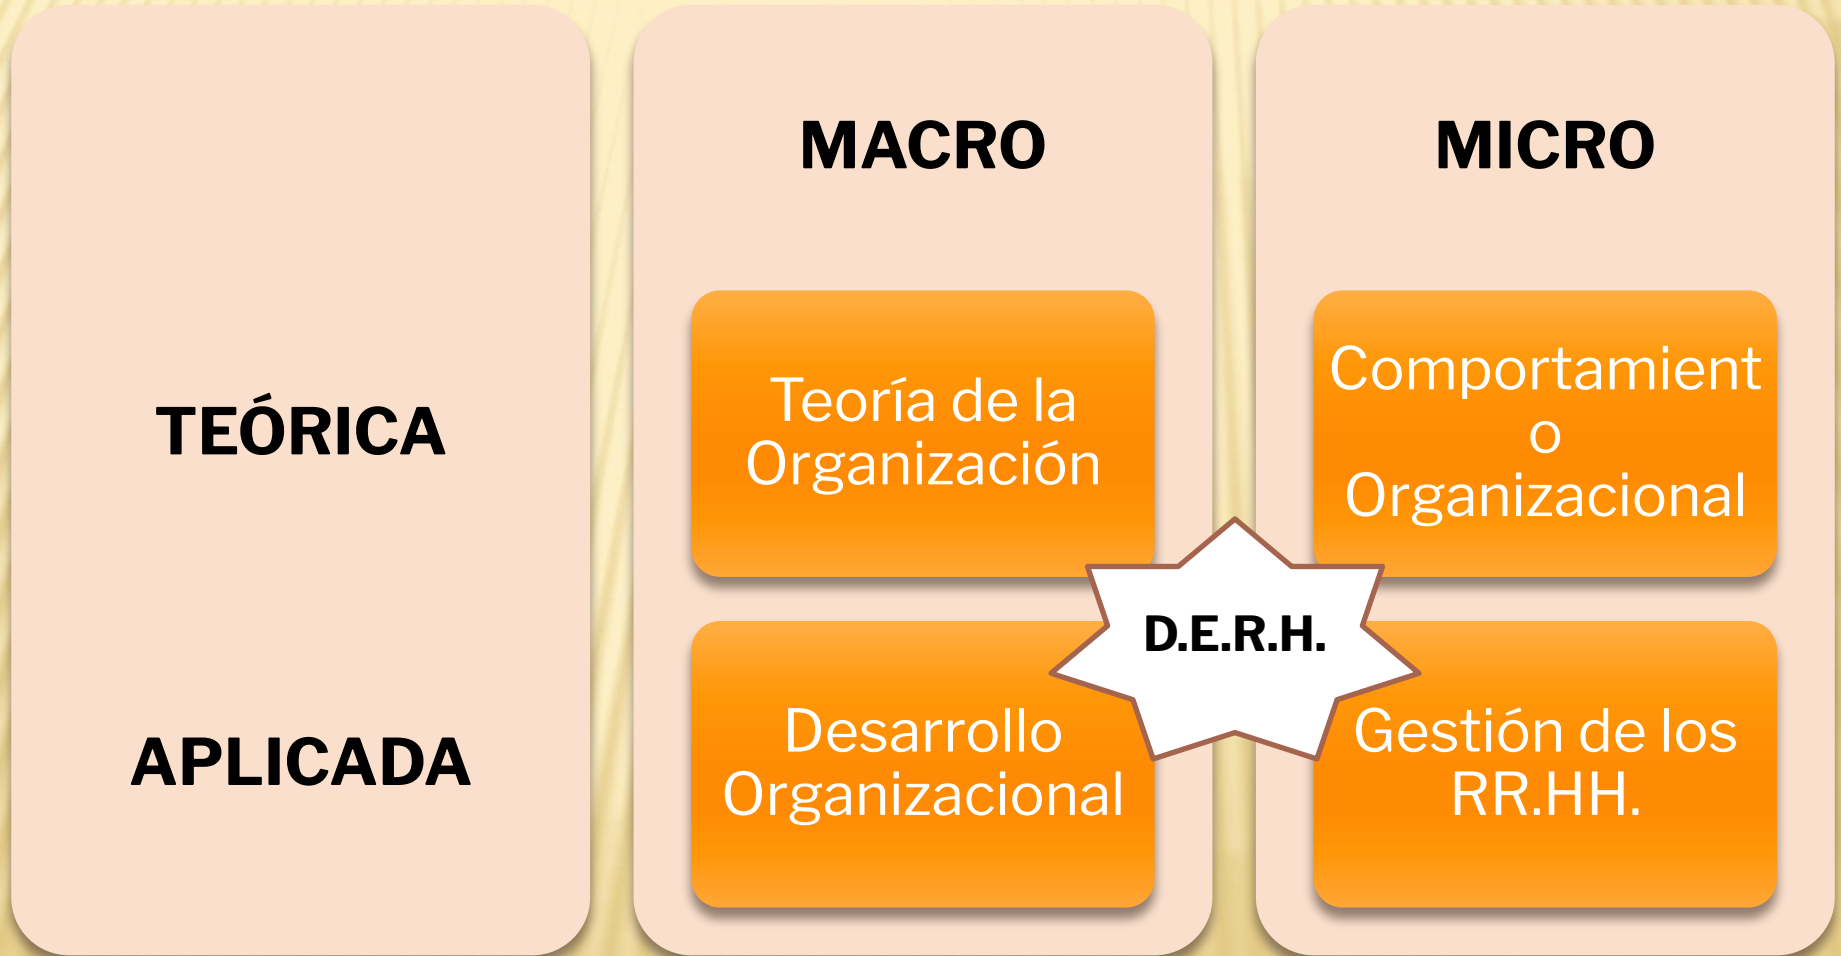 MACRO
MICRO
TEÓRICA
Teoría de la
Organización
Comportamient
o
Organizacional
D.E.R.H.
APLICADA
Desarrollo
Organizacional
Gestión de los
RR.HH.